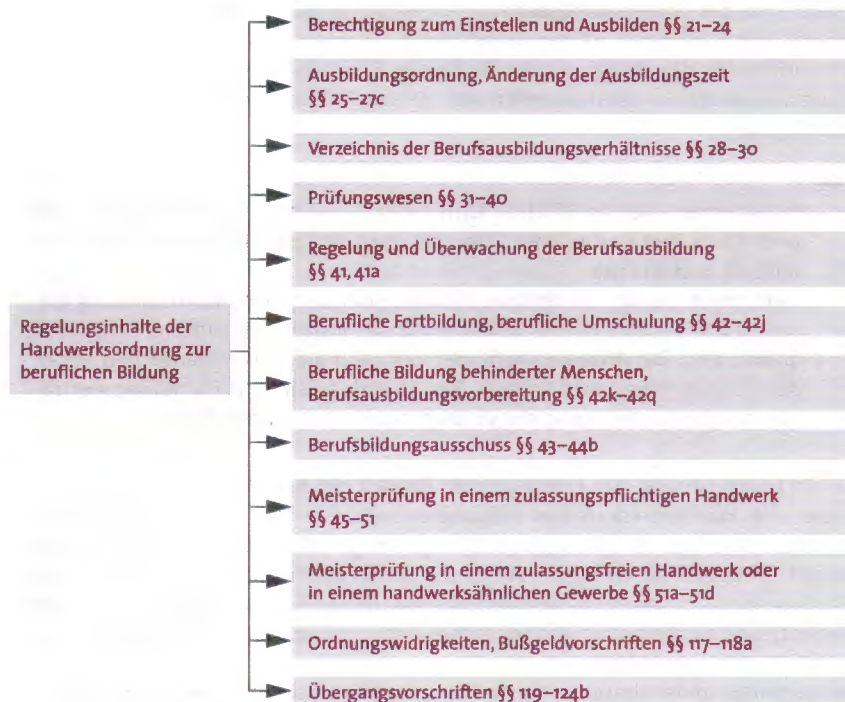 Berechtigung zum Einstellen und Ausbilden §§ 21–24
Ausbildungsordnung, Änderung der Ausbildungszeit
§§ 25–27c
Verzeichnis der Berufsausbildungsverhältnisse §§ 28–30
Prüfungswesen §§ 31–40
Regelung und Überwachung der Berufsausbildung
§§ 41, 41a
Regelungsinhalte der
Handwerksordnung zur
beruflichen Bildung
Berufliche Fortbildung, berufliche Umschulung §§ 42–42j
Berufliche Bildung behinderter Menschen,
Berufsausbildungsvorbereitung §§ 42k–42q
Berufsbildungsausschuss §§ 43–44b
Meisterprüfung in einem zulassungspflichtigen Handwerk
§§ 45–51
Meisterprüfung in einem zulassungsfreien Handwerk oder
in einem handwerksähnlichen Gewerbe §§ 51a–51d
Ordnungswidrigkeiten, Bußgeldvorschriften §§ 117–118a
Übergangsvorschriften §§ 119–124b